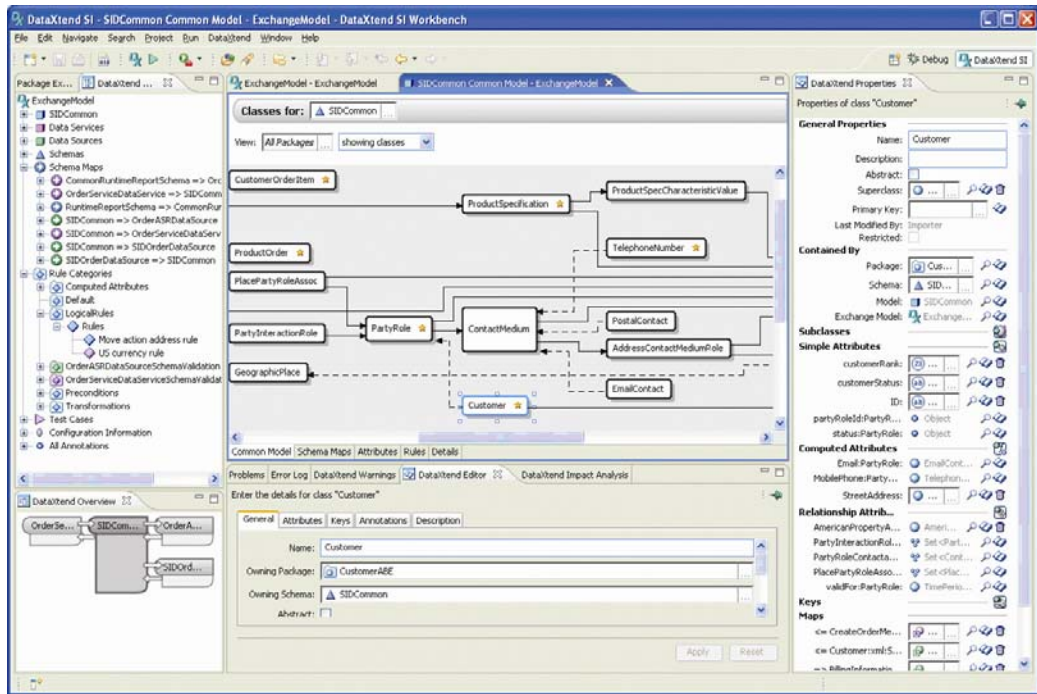 DataXtend SI - SIDCommon Common Model - ExchangeModel - DataXtend SI Workbench
File Edit Navigate Search Project Run DataXtend Window Help
Debug DataXtend SI
Package Ex... DataXtend ...
ExchangeModel
SIDCommon
Data Services
Data Sources
Schemas
Schema Maps
CommonRuntimeReportSchema => Orc
OrderServiceDataService => SIDComm
RuntimeReportSchema => CommonRur
SIDCommon => OrderASRDataSource
SIDCommon => OrderServiceDataServ
SIDCommon => SIDOrderDataSource
SIDOrderDataSource => SIDCommon
Rule Categories
Computed Attributes
Default
LogicalRules
Rules
Move action address rule
US currency rule
OrderASRDataSourceSchemaValidation
OrderServiceDataServiceSchemaValidat
Preconditions
Transformations
Test Cases
Configuration Information
All Annotations
DataXtend Overview
OrderSe... SIDCom... OrderA...
SIDOrd...
ExchangeModel - ExchangeModel
SIDCommon Common Model - ExchangeModel
Classes for: SIDCommon ...
View: All Packages ... showing classes
CustomerOrderItem
ProductSpecification
ProductSpecCharacteristicValue
ProductOrder
TelephoneNumber
PlacePartyRoleAssoc
PartyInteractionRole
PartyRole
ContactMedium
PostalContact
AddressContactMediumRole
GeographicPlace
EmailContact
Customer
Common Model Schema Maps Attributes Rules Details
Problems Error Log DataXtend Warnings DataXtend Editor DataXtend Impact Analysis
Enter the details for class "Customer"
General Attributes Keys Annotations Description
Name: Customer
Owning Package: CustomerABE ...
Owning Schema: SIDCommon ...
Abstract:
Apply Reset
DataXtend Properties
Properties of class "Customer"
General Properties
Name: Customer
Description:
Abstract:
Superclass: ... ...
Primary Key: ...
Last Modified By: Importer
Restricted:
Contained By
Package: Cus... ...
Schema: SID... ...
Model: SIDCommon
Exchange Model: Exchange...
Subclasses
Simple Attributes
customerRank: ... ...
customerStatus: ... ...
ID: ... ...
partyRoleId:PartyR... Object
status:PartyRole: Object
Computed Attributes
Email:PartyRole: EmailCont...
MobilePhone:Party... Telephon...
StreetAddress: ... ...
Relationship Attrib...
AmericanPropertyA... Ameri...
PartyInteractionRol... Set <Part...
PartyRoleContacta... Set <Cont...
PlacePartyRoleAsso... Set <Plac...
validFor:PartyRole: TimePerio...
Keys
Maps
<= CreateOrderMe... ... ...
<= Customer:xml:S... ... ...
=> BillingInformatio...